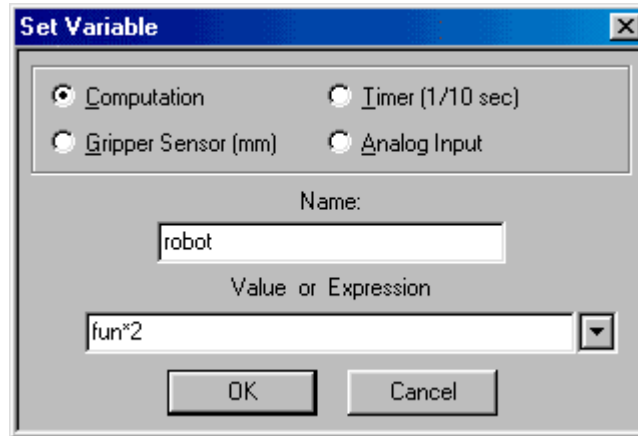 Set Variable
Computation
Timer (1/10 sec)
Gripper Sensor (mm)
Analog Input
Name:
robot
Value or Expression
fun*2
OK
Cancel